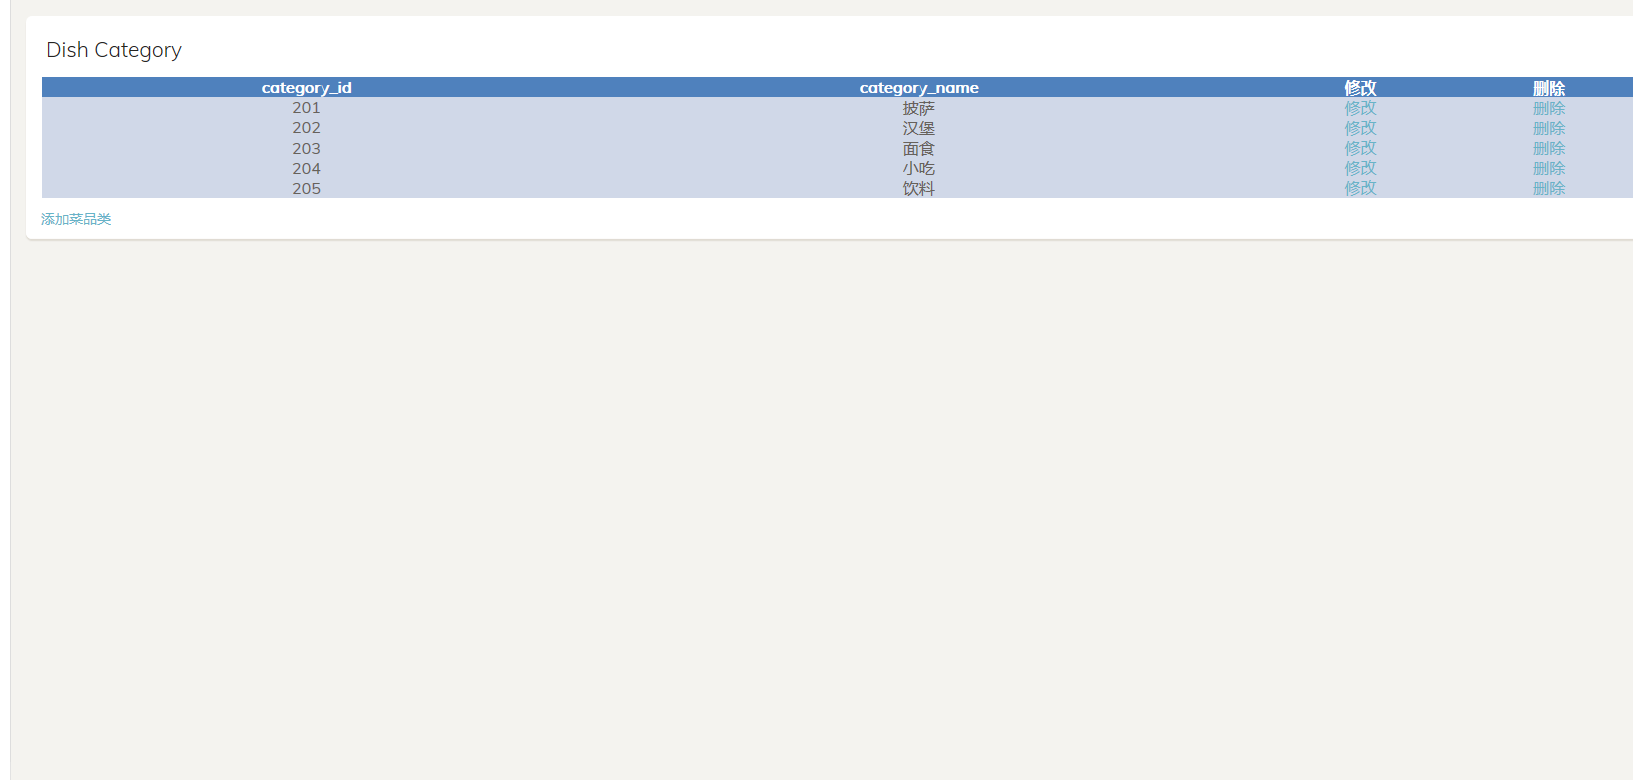 Dish Category
category_id category_name 修改 删除
201 披萨 修改 删除
202 汉堡 修改 删除
203 面食 修改 删除
204 小吃 修改 删除
205 饮料 修改 删除
添加菜品类